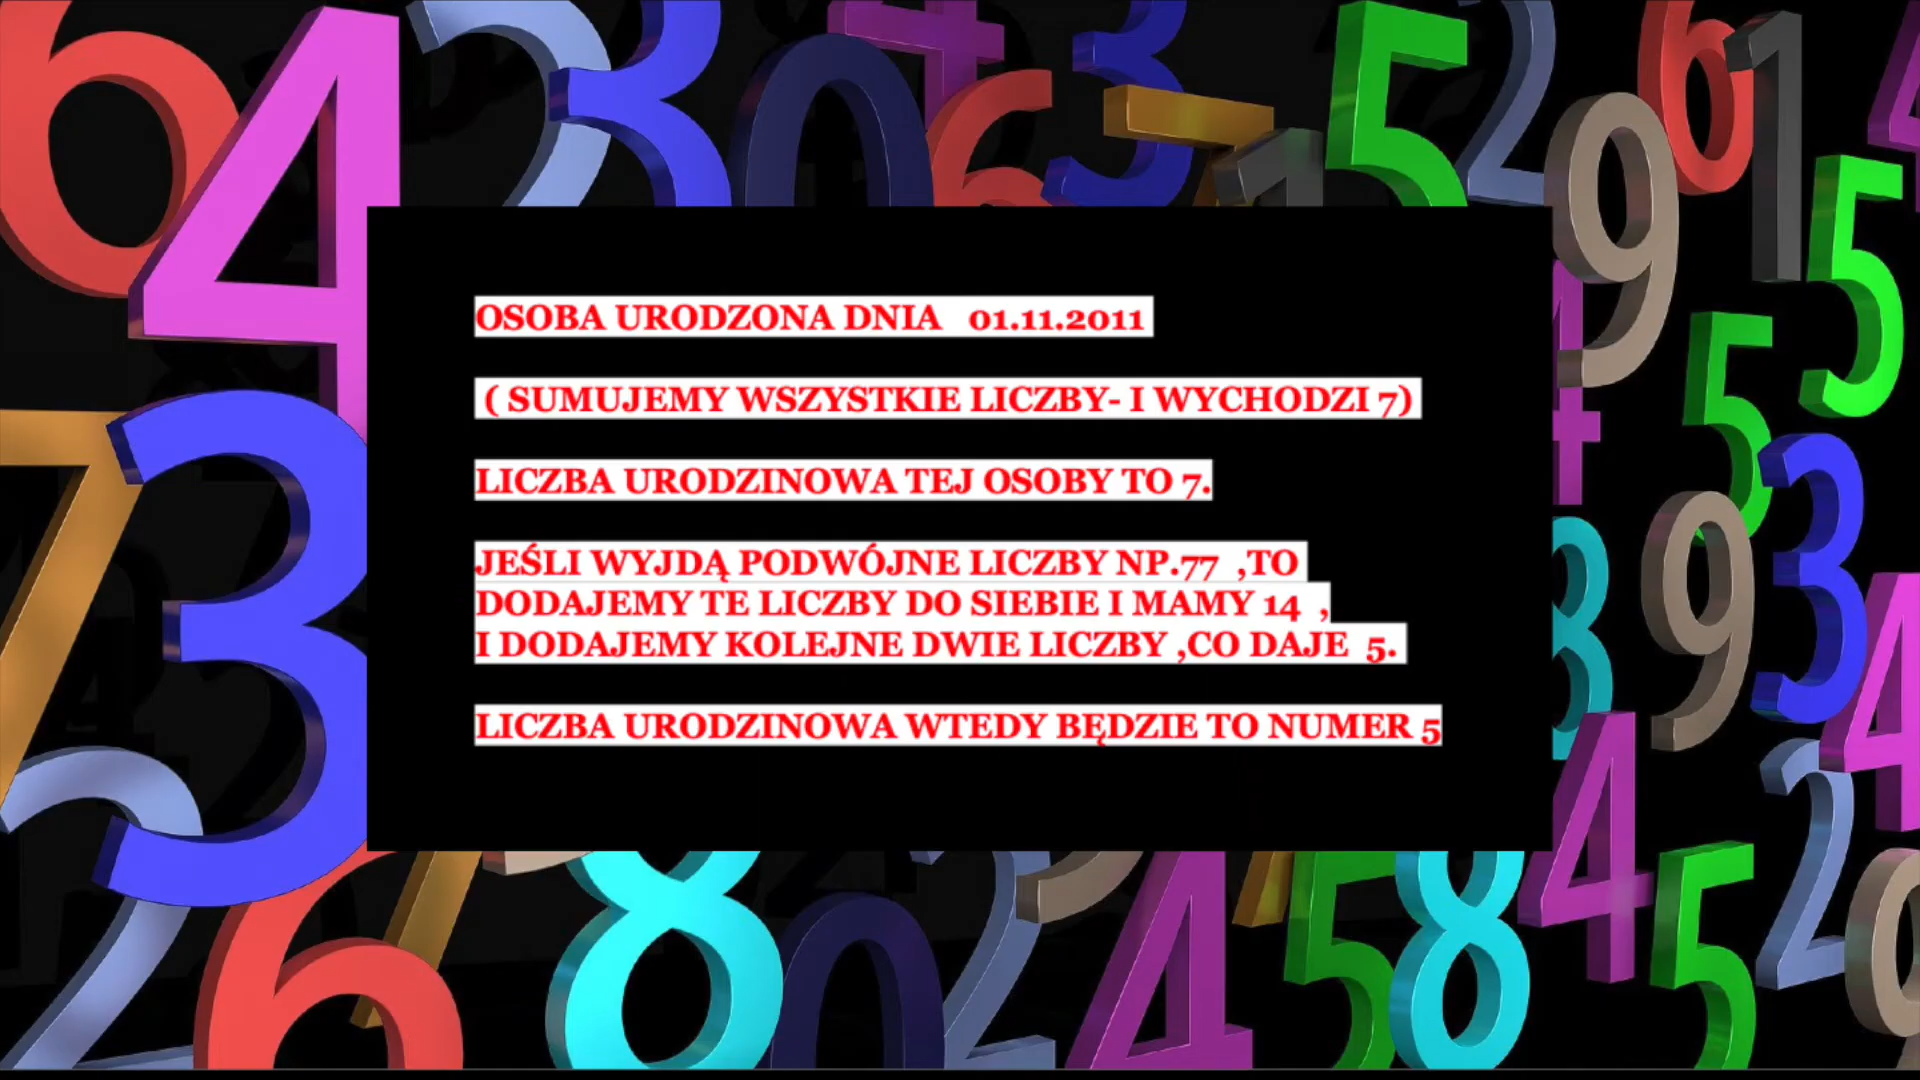 OSOBA URODZONA DNIA 01.11.2011
( SUMUJEMY WSZYSTKIE LICZBY- I WYCHODZI 7)
LICZBA URODZINOWA TEJ OSOBY TO 7.
JEŚLI WYJDĄ PODWÓJNE LICZBY NP.77 ,TO
DODAJEMY TE LICZBY DO SIEBIE I MAMY 14 ,
I DODAJEMY KOLEJNE DWIE LICZBY ,CO DAJE 5.
LICZBA URODZINOWA WTEDY BĘDZIE TO NUMER 5